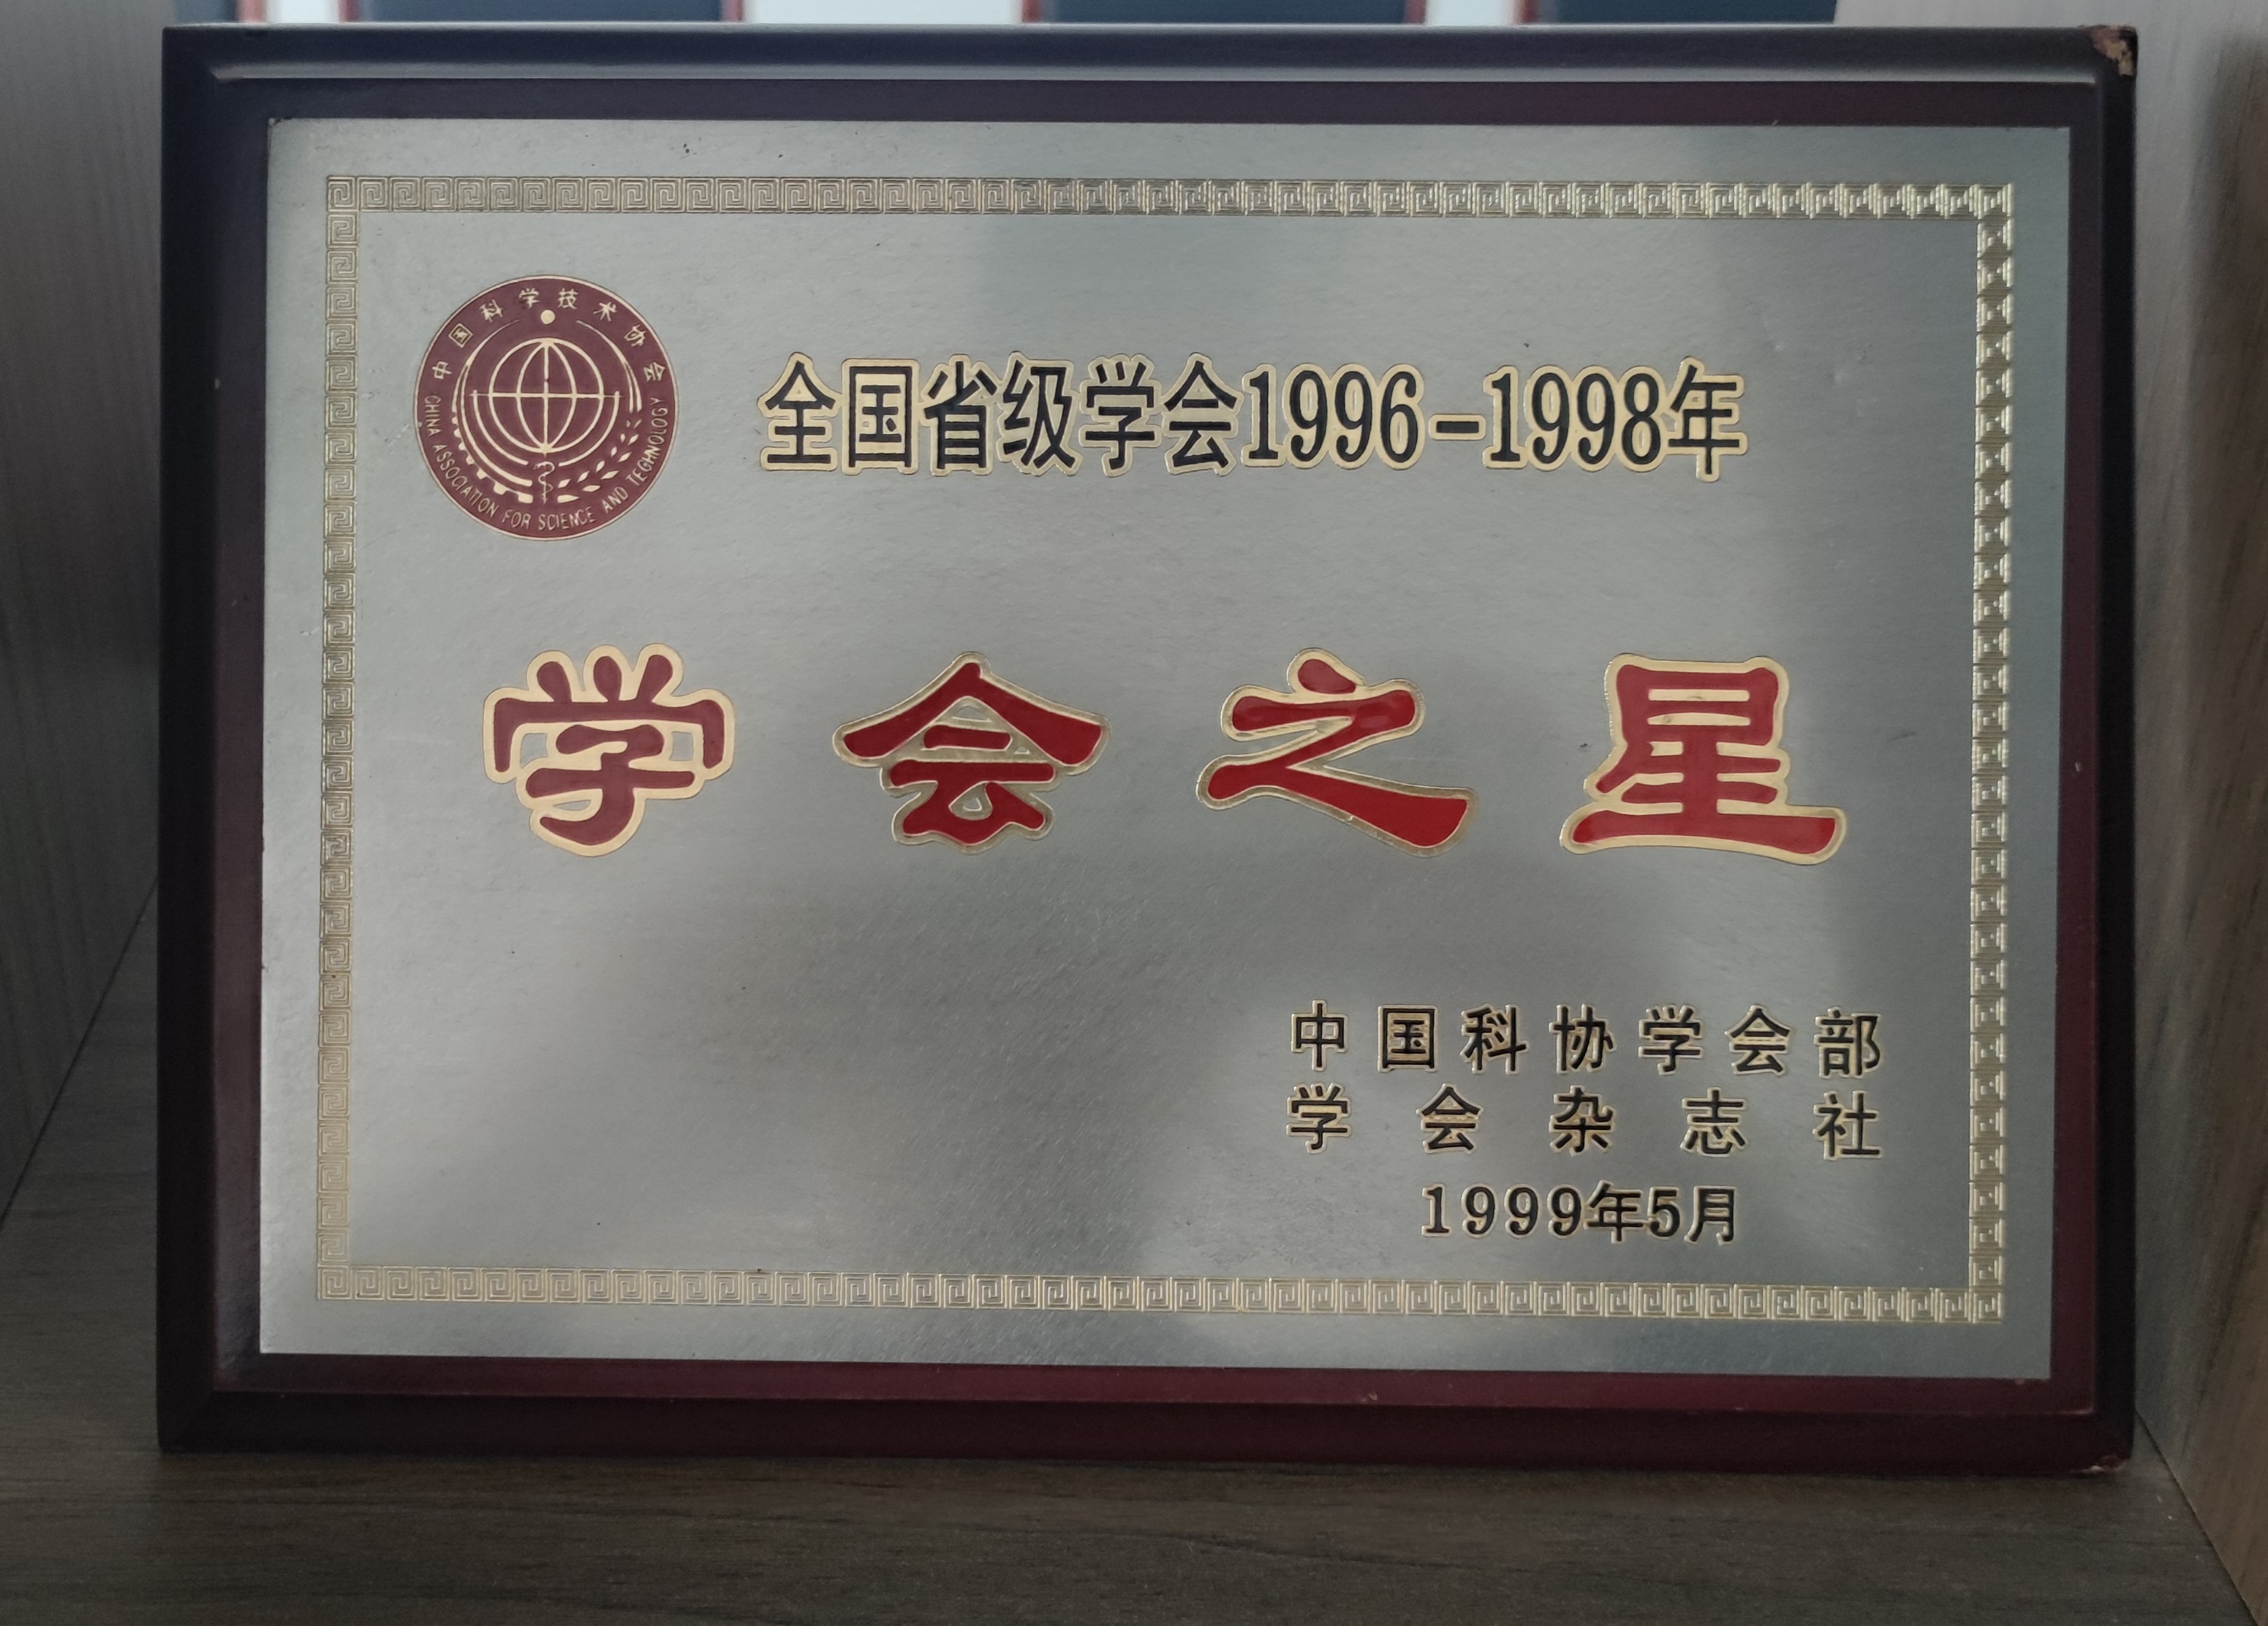 中国科学技术协会
CHINA ASSOCIATION FOR SCIENCE AND TECHNOLOGY
全国省级学会1996-1998年
学会之星
中国科协学会部
学会杂志社
1999年5月